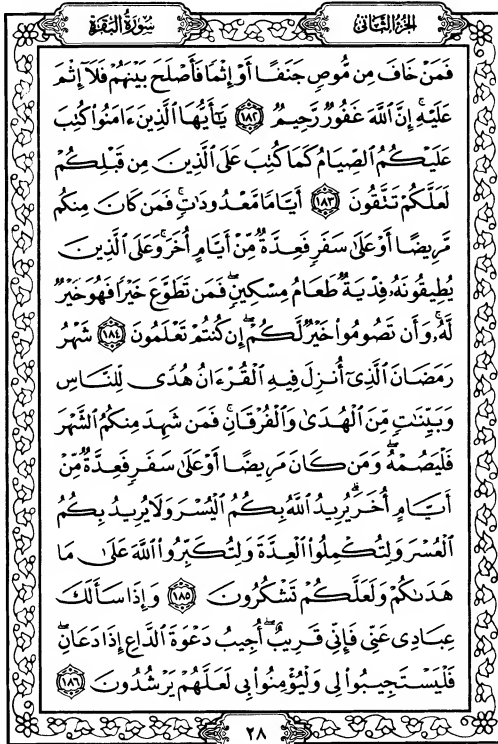 سورة البقرة
الجزء الثاني
فَمَنْ خَافَ مِن مُّوصٍ جَنَفًا أَوْ إِثْمًا فَأَصْلَحَ بَيْنَهُمْ فَلَآ إِثْمَ
عَلَيْهِۚ إِنَّ ٱللَّهَ غَفُورٌ رَّحِيمٌ ١٨٢ يَٰٓأَيُّهَا ٱلَّذِينَ ءَامَنُوا۟ كُتِبَ
عَلَيْكُمُ ٱلصِّيَامُ كَمَا كُتِبَ عَلَى ٱلَّذِينَ مِن قَبْلِكُمْ
لَعَلَّكُمْ تَتَّقُونَ ١٨٣ أَيَّامًا مَّعْدُودَٰتٍۚ فَمَن كَانَ مِنكُم
مَّرِيضًا أَوْ عَلَىٰ سَفَرٍ فَعِدَّةٌ مِّنْ أَيَّامٍ أُخَرَۚ وَعَلَى ٱلَّذِينَ
يُطِيقُونَهُۥ فِدْيَةٌ طَعَامُ مِسْكِينٍۖ فَمَن تَطَوَّعَ خَيْرًا فَهُوَ خَيْرٌ
لَّهُۥۚ وَأَن تَصُومُوا۟ خَيْرٌ لَّكُمْۖ إِن كُنتُمْ تَعْلَمُونَ ١٨٤ شَهْرُ
رَمَضَانَ ٱلَّذِىٓ أُنزِلَ فِيهِ ٱلْقُرْءَانُ هُدًى لِّلنَّاسِ
وَبَيِّنَٰتٍ مِّنَ ٱلْهُدَىٰ وَٱلْفُرْقَانِۚ فَمَن شَهِدَ مِنكُمُ ٱلشَّهْرَ
فَلْيَصُمْهُۖ وَمَن كَانَ مَرِيضًا أَوْ عَلَىٰ سَفَرٍ فَعِدَّةٌ مِّنْ
أَيَّامٍ أُخَرَۗ يُرِيدُ ٱللَّهُ بِكُمُ ٱلْيُسْرَ وَلَا يُرِيدُ بِكُمُ
ٱلْعُسْرَ وَلِتُكْمِلُوا۟ ٱلْعِدَّةَ وَلِتُكَبِّرُوا۟ ٱللَّهَ عَلَىٰ مَا
هَدَىٰكُمْ وَلَعَلَّكُمْ تَشْكُرُونَ ١٨٥ وَإِذَا سَأَلَكَ
عِبَادِى عَنِّى فَإِنِّى قَرِيبٌۖ أُجِيبُ دَعْوَةَ ٱلدَّاعِ إِذَا دَعَانِۖ
فَلْيَسْتَجِيبُوا۟ لِى وَلْيُؤْمِنُوا۟ بِى لَعَلَّهُمْ يَرْشُدُونَ ١٨٦
٢٨